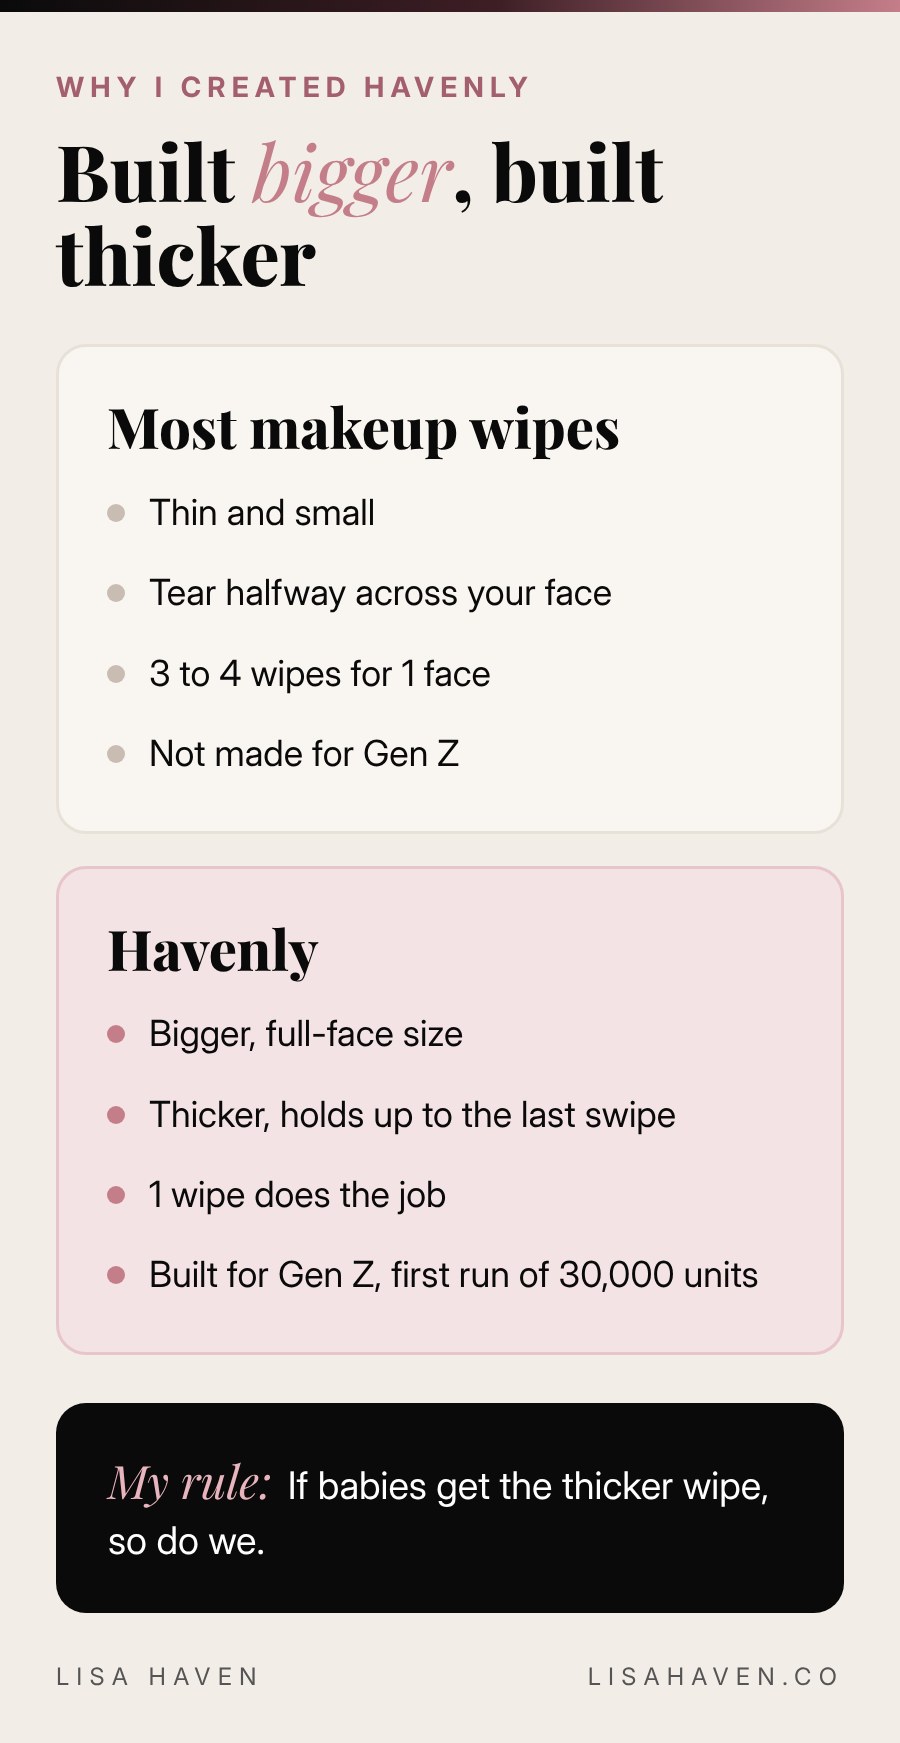 WHY I CREATED HAVENLY
Built bigger, built
thicker
Most makeup wipes
Thin and small
Tear halfway across your face
3 to 4 wipes for 1 face
Not made for Gen Z
Havenly
Bigger, full-face size
Thicker, holds up to the last swipe
1 wipe does the job
Built for Gen Z, first run of 30,000 units
My rule: If babies get the thicker wipe,
so do we.
LISA HAVEN
LISAHAVEN.CO